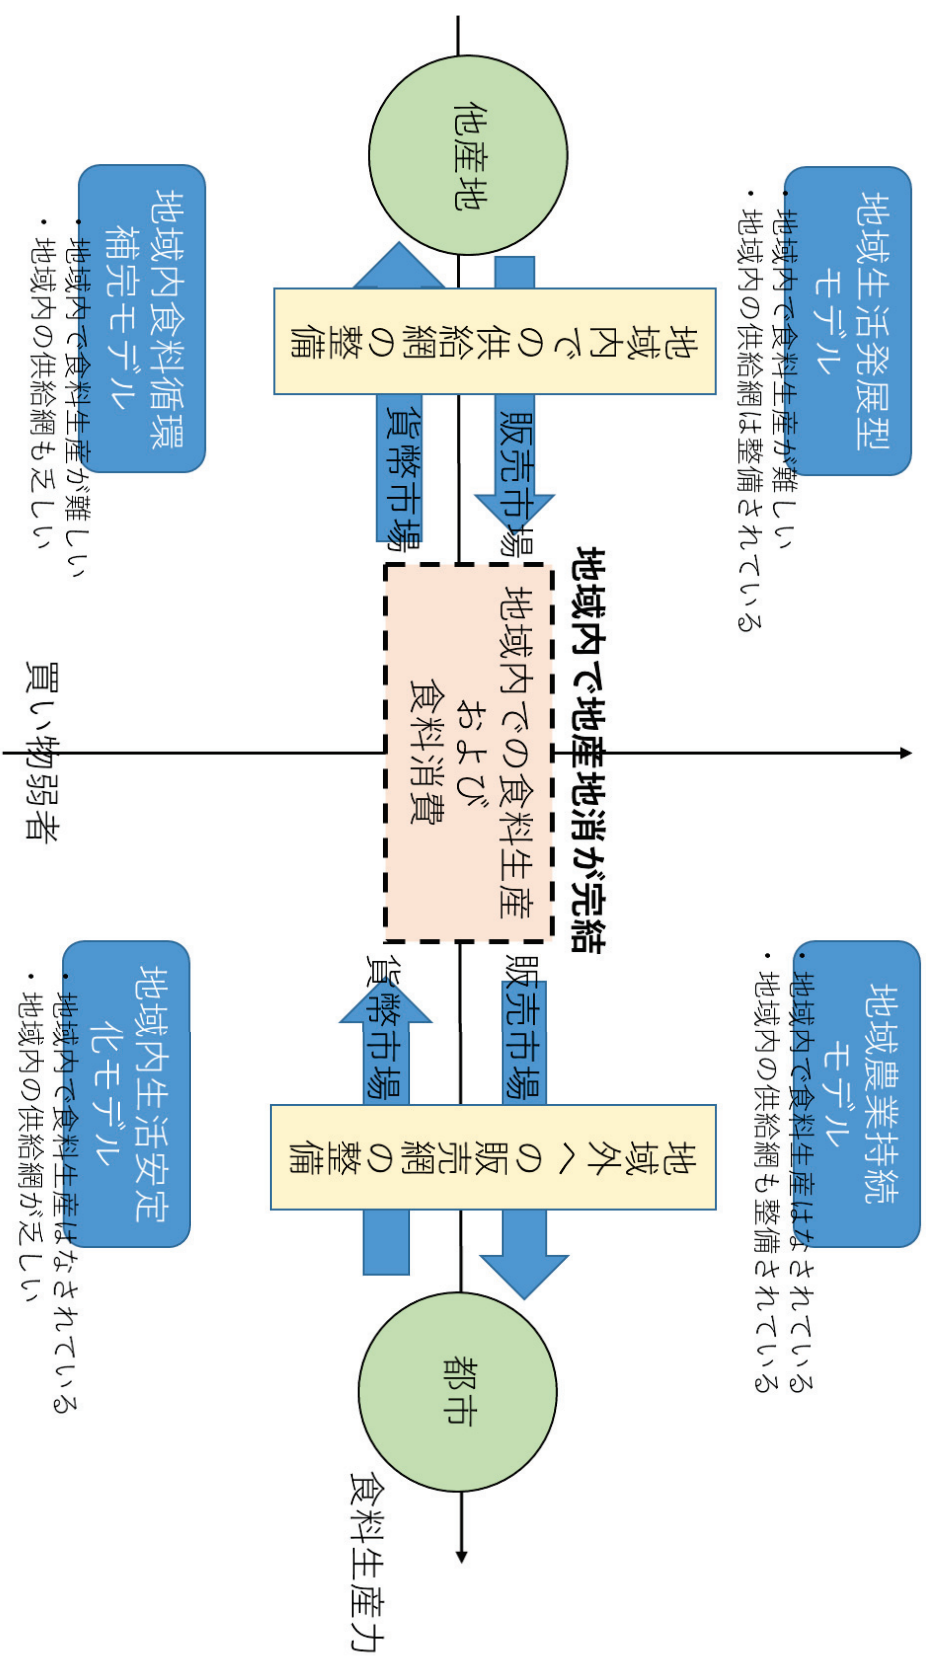 地域生活発展型
モデル
・地域内で食料生産が難しい
・地域内の供給網は整備されている
地域農業持続
モデル
・地域内で食料生産はなされている
・地域内の供給網も整備されている
地域内で地産地消が完結
他産地
地域内での供給網の整備
販売市場
貨幣市場
地域内での食料生産
および
食料消費
販売市場
貨幣市場
地域外への販売網の整備
都市
食料生産力
地域内食料循環
補完モデル
・地域内で食料生産が難しい
・地域内の供給網も乏しい
買い物弱者
地域内生活安定
化モデル
・地域内で食料生産はなされている
・地域内の供給網が乏しい